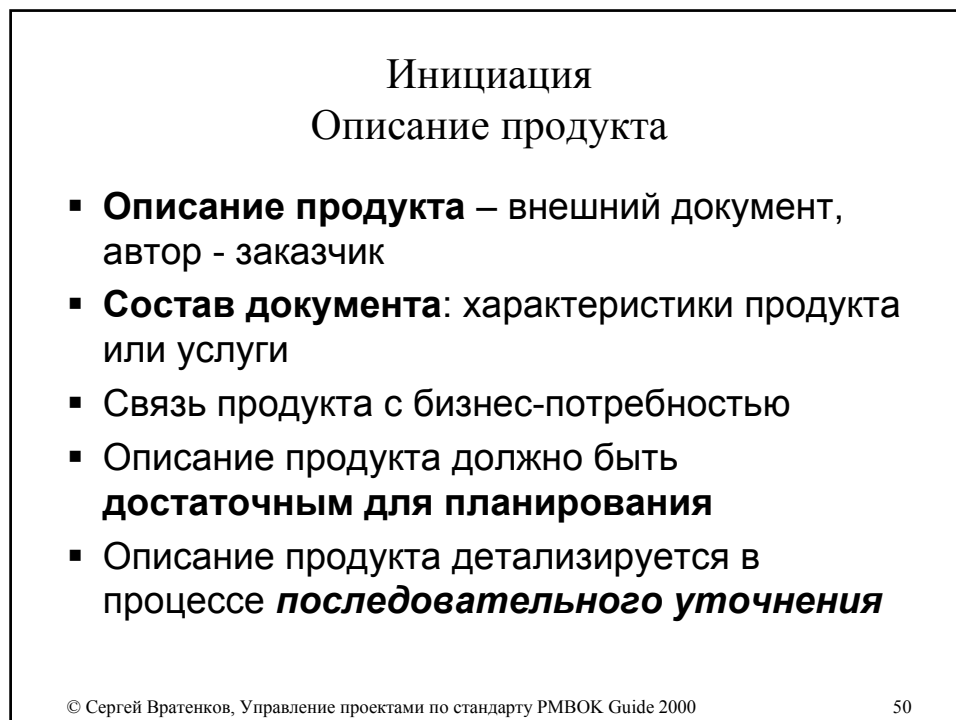 Инициация
Описание продукта
▪ Описание продукта – внешний документ,
автор - заказчик
▪ Состав документа: характеристики продукта
или услуги
▪ Связь продукта с бизнес-потребностью
▪ Описание продукта должно быть
достаточным для планирования
▪ Описание продукта детализируется в
процессе последовательного уточнения
© Сергей Вратенков, Управление проектами по стандарту PMBOK Guide 2000 50